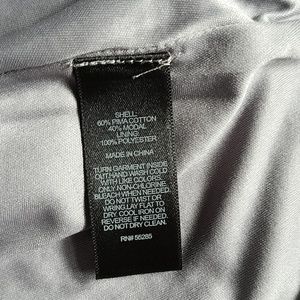 SHELL:
60% PIMA COTTON
40% MODAL
LINING:
100% POLYESTER
MADE IN CHINA
TURN GARMENT INSIDE
OUT.HAND WASH COLD
WITH LIKE COLORS.
ONLY NON-CHLORINE
BLEACH WHEN NEEDED.
DO NOT TWIST OR
WRING.LAY FLAT TO
DRY. COOL IRON ON
REVERSE IF NEEDED.
DO NOT DRY CLEAN.
RN# 55285